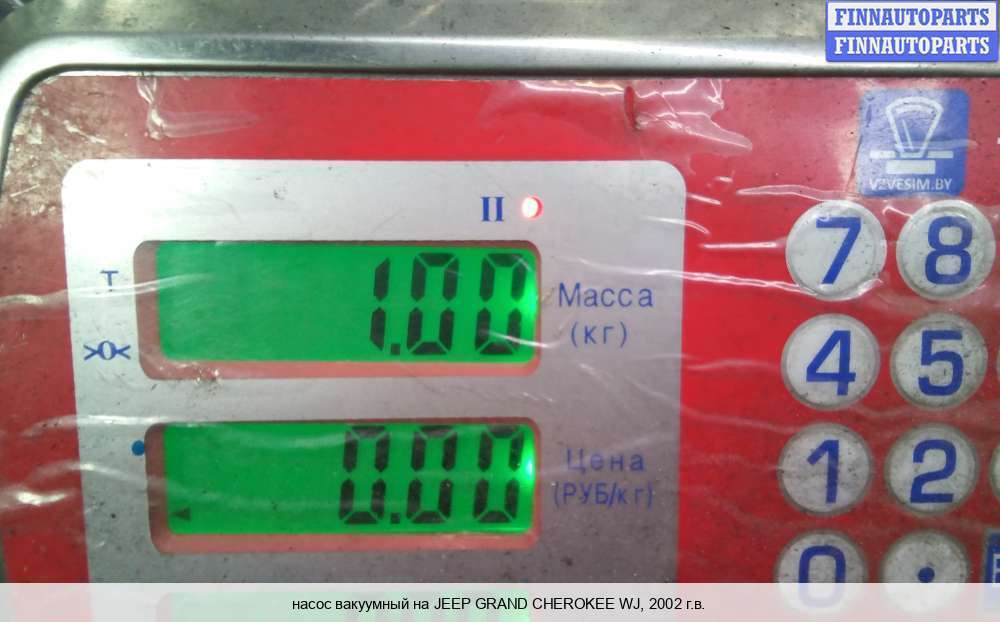 FINNAUTOPARTS
FINNAUTOPARTS
V2VESIM.BY
II
T
1.00
Масса
(кг)
>0<
0.00
Цена
(РУБ/кг)
7 8
4 5
1 2
0 .
насос вакуумный на JEEP GRAND CHEROKEE WJ, 2002 г.в.